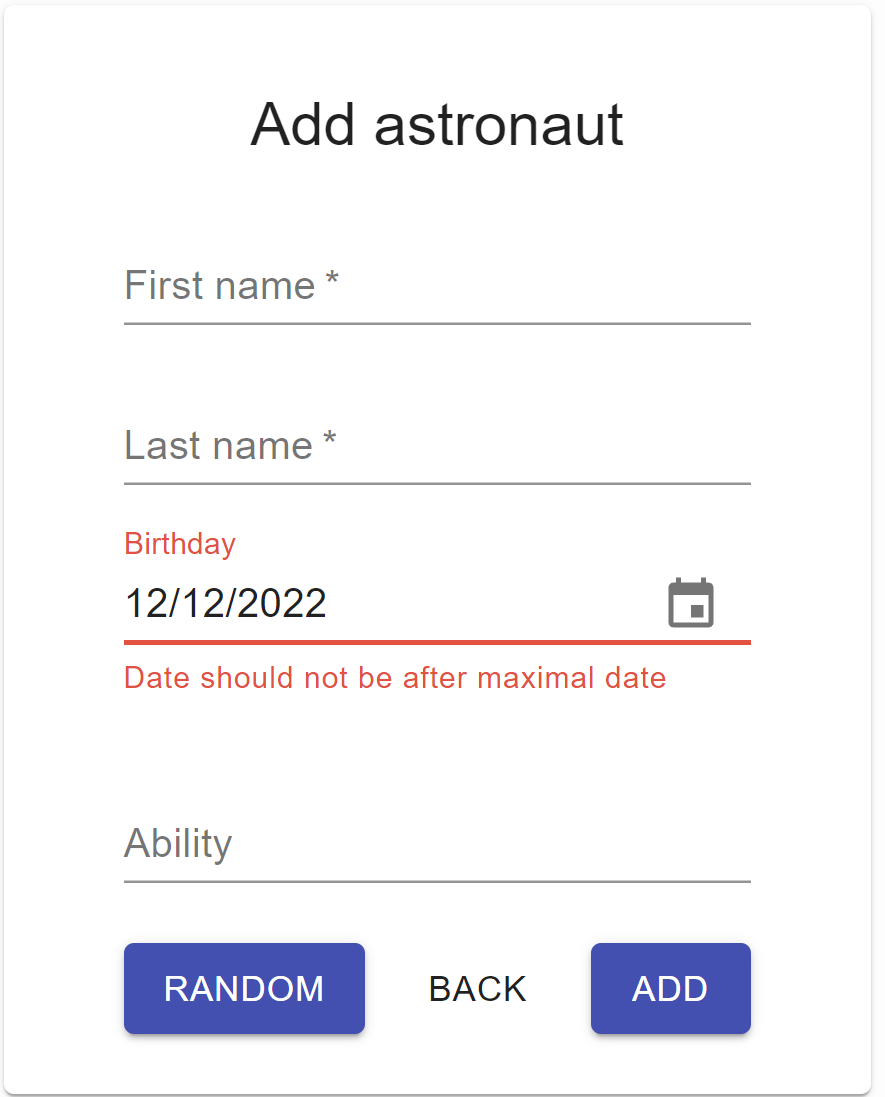 Add astronaut
First name *
Last name *
Birthday
12/12/2022
Date should not be after maximal date
Ability
RANDOM BACK ADD